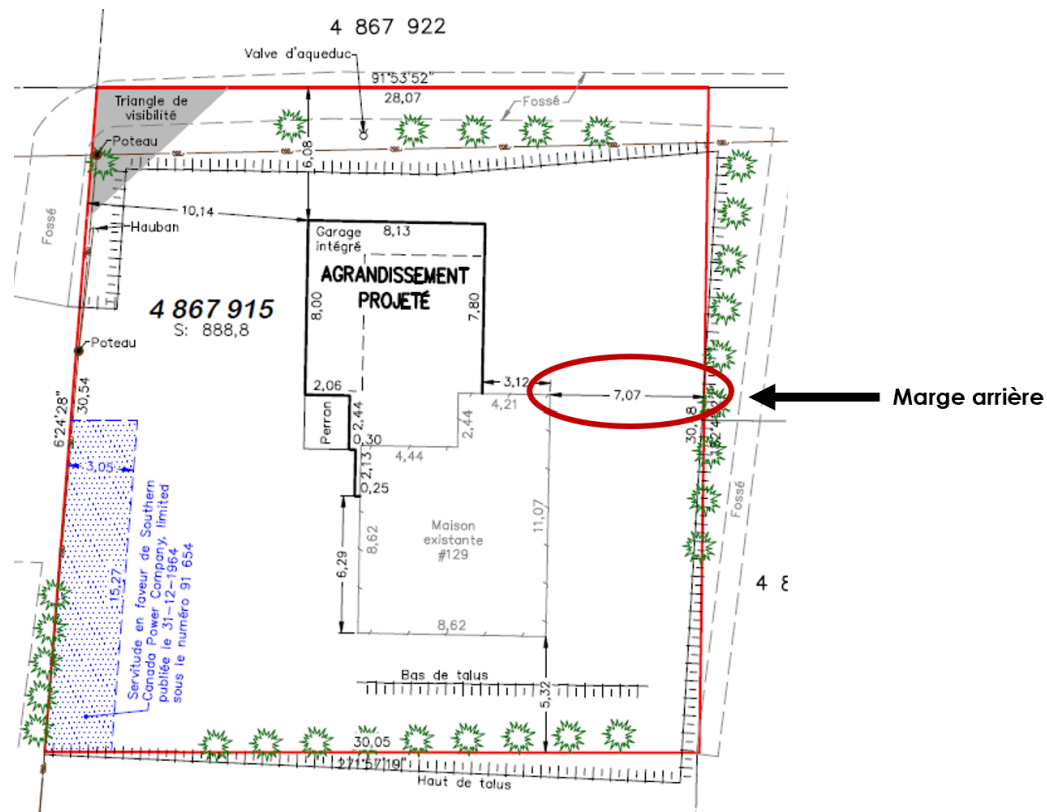 4 867 922
Valve d'aqueduc
91°53'52"
28,07
Fossé
Triangle de
visibilité
Poteau
6,08
Fossé
10,14
Hauban
Garage
intégré
8,13
AGRANDISSEMENT
PROJETÉ
8,00
7,80
4 867 915
S: 888,8
Poteau
30,54
6°24'28"
2,06
3,12
7,07
Marge arrière
4,21
2,44
2,44
Perron
0,30
4,44
2,13
0,25
3,05
Servitude en faveur de Southern
Canada Power Company, limited
publiée le 31-12-1964
sous le numéro 91 654
15,27
8,62
6,29
Maison
existante
#129
11,07
Fossé
4 8
8,62
Bas de talus
5,32
30,05
271°57'19"
Haut de talus